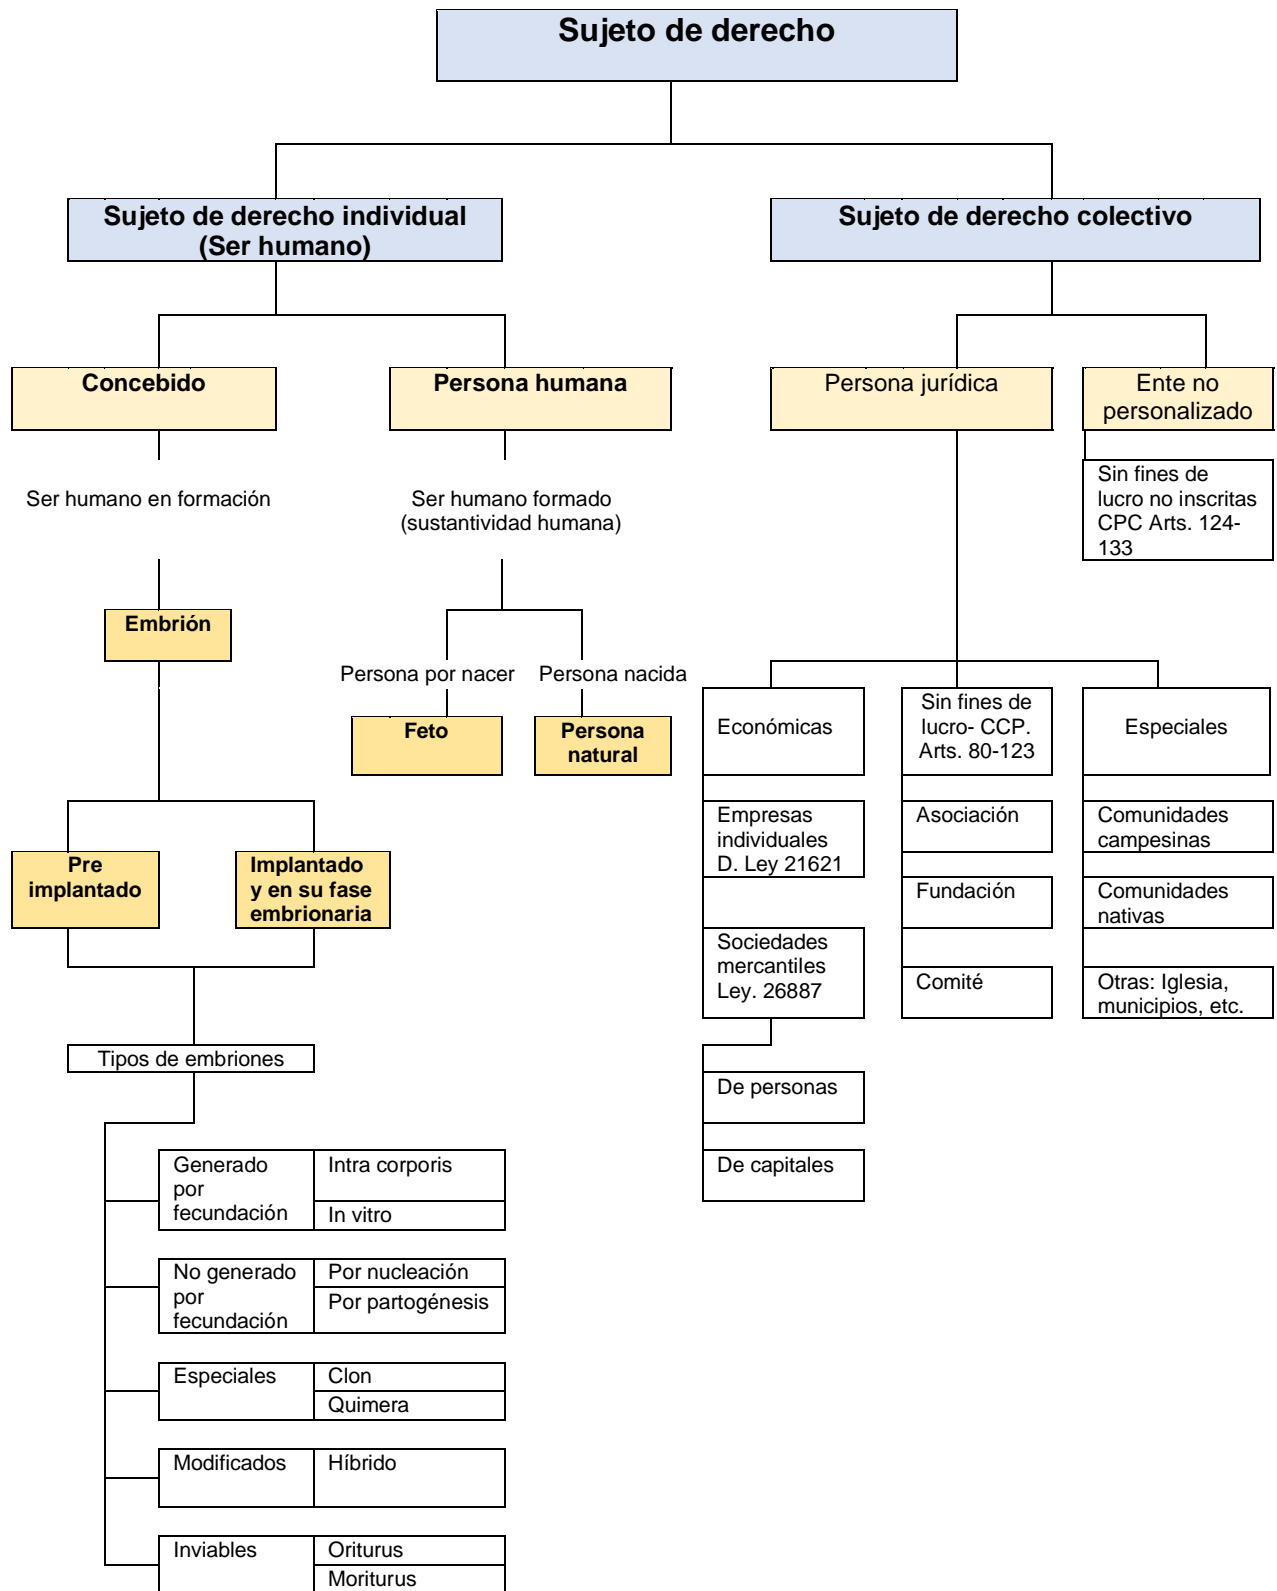 Sujeto de derecho
Sujeto de derecho individual
(Ser humano)
Sujeto de derecho colectivo
Concebido
Persona humana
Persona jurídica
Ente no
personalizado
Ser humano en formación
Ser humano formado
(sustantividad humana)
Sin fines de
lucro no inscritas
CPC Arts. 124-
133
Embrión
Persona por nacer
Persona nacida
Feto
Persona
natural
Económicas
Sin fines de
lucro- CCP.
Arts. 80-123
Especiales
Empresas
individuales
D. Ley 21621
Asociación
Comunidades
campesinas
Pre
implantado
Implantado
y en su fase
embrionaria
Fundación
Comunidades
nativas
Sociedades
mercantiles
Ley. 26887
Comité
Otras: Iglesia,
municipios, etc.
Tipos de embriones
De personas
De capitales
Generado
por
fecundación
Intra corporis
In vitro
No generado
por
fecundación
Por nucleación
Por partogénesis
Especiales
Clon
Quimera
Modificados
Híbrido
Inviables
Oriturus
Moriturus